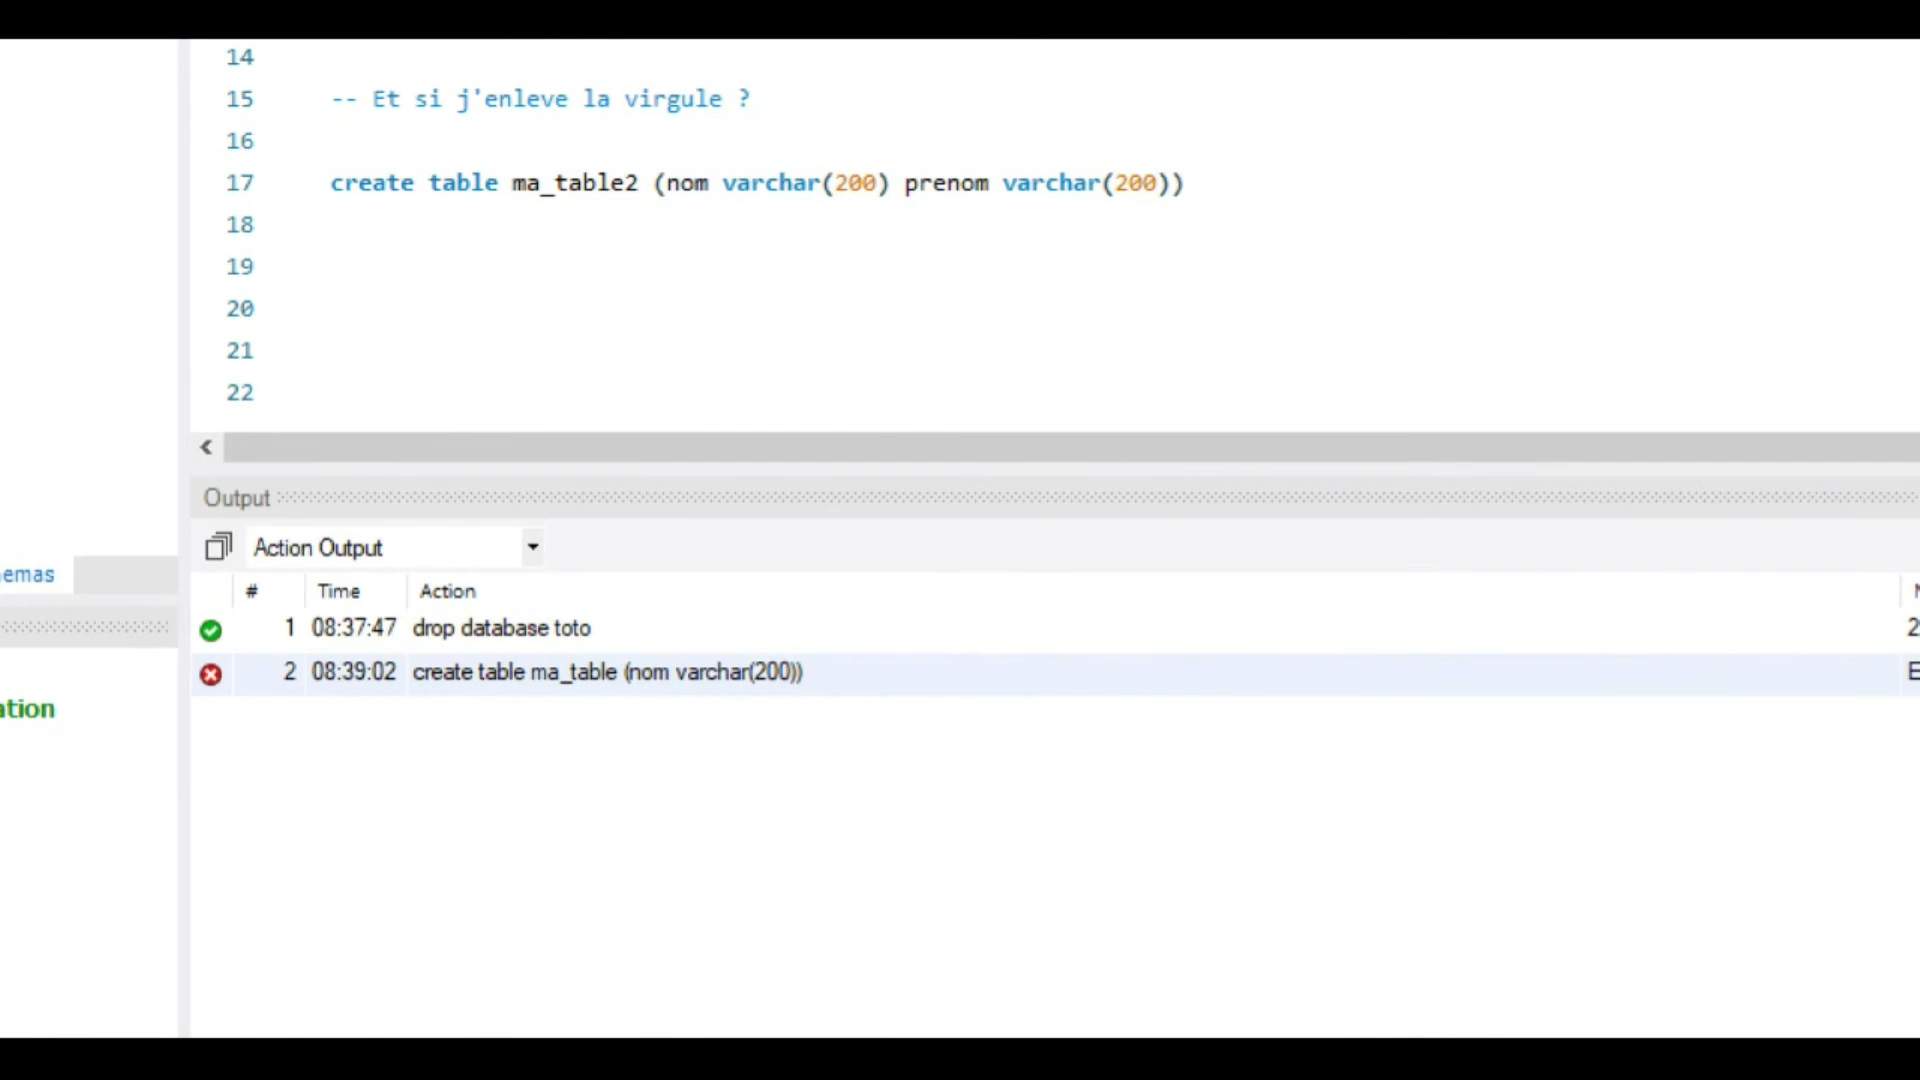 14
15 -- Et si j'enleve la virgule ?
16
17 create table ma_table2 (nom varchar(200) prenom varchar(200))
18
19
20
21
22
Output
Action Output
emas
# Time Action
1 08:37:47 drop database toto 2
2 08:39:02 create table ma_table (nom varchar(200)) E
ation